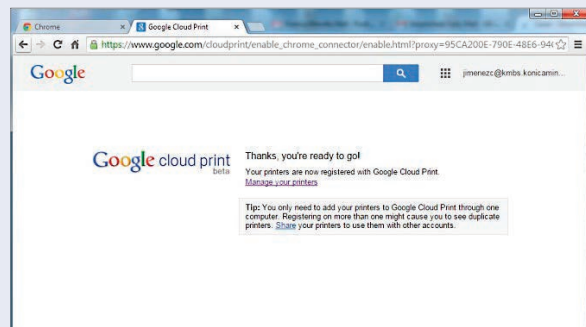 Chrome
Google Cloud Print
https://www.google.com/cloudprint/enable_chrome_connector/enable.html?proxy=95CA200E-790E-48E6-94
Google
jimenezc@kmbs.konicamin...
Google cloud print
beta
Thanks, you're ready to go!
Your printers are now registered with Google Cloud Print.
Manage your printers
Tip: You only need to add your printers to Google Cloud Print through one
computer. Registering on more than one might cause you to see duplicate
printers. Share your printers to use them with other accounts.